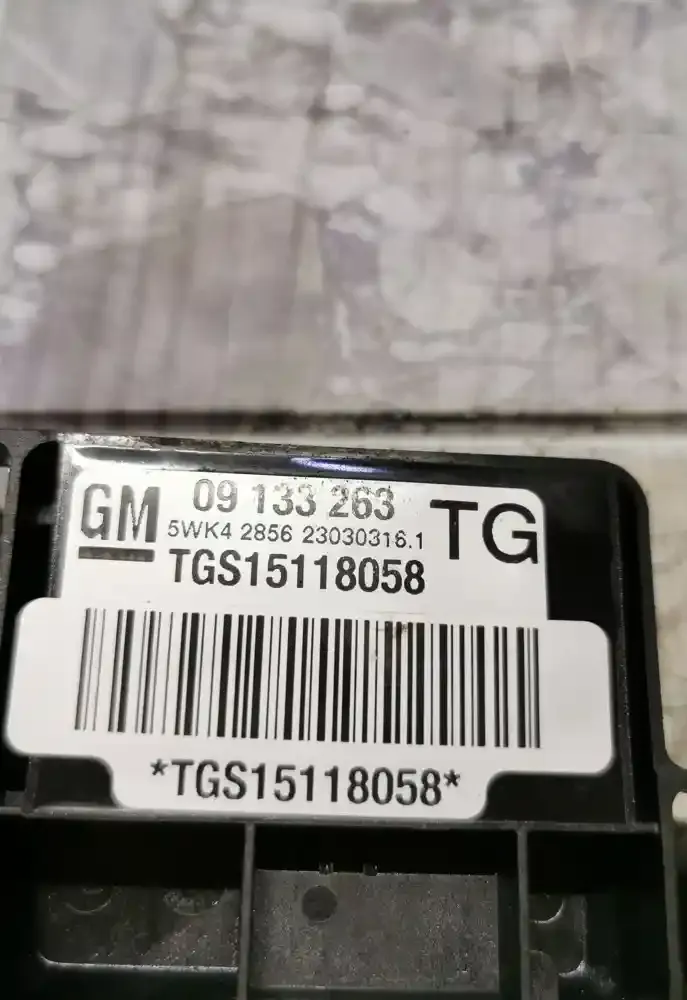 GM
09 133 263
5WK4 2856 23030316.1
TG
TGS15118058
*TGS15118058*